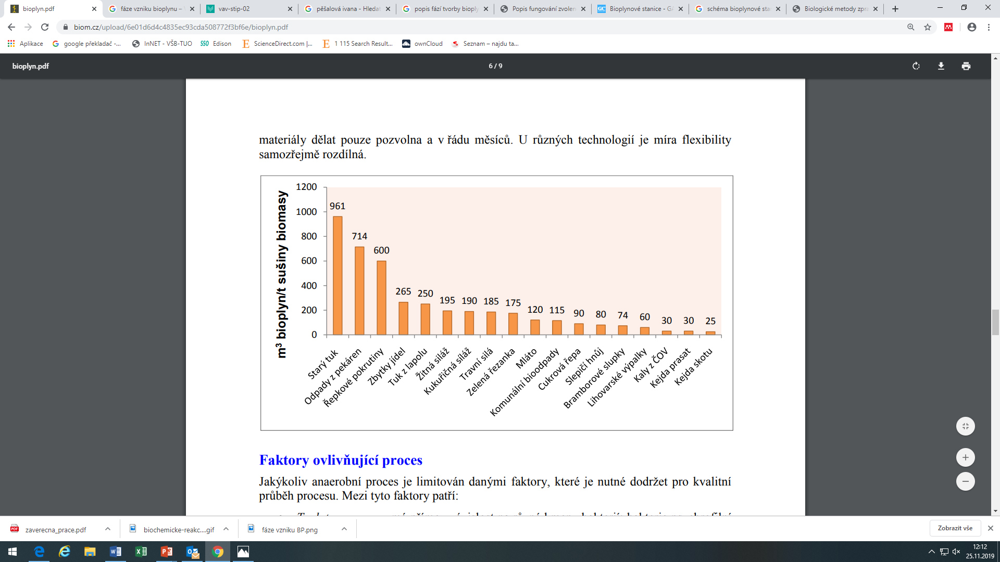 bioplyn.pdf
fáze vzniku bioplynu –
vav-stip-02
pěšalová ivana - Hledat
popis fází tvorby biopl
Popis fungování zvolen
Bioplynové stanice - G
schéma bioplynové sta
Biologické metody zpra
biom.cz/upload/6e01d6d4c4835ec93cda508772f3bf6e/bioplyn.pdf
Aplikace
google překladač -...
InNET - VŠB-TUO
SSO Edison
ScienceDirect.com |...
1 115 Search Result...
ownCloud
Seznam – najdu ta...
bioplyn.pdf
6 / 9
materiály dělat pouze pozvolna a v řádu měsíců. U různých technologií je míra flexibility
samozřejmě rozdílná.
m³ bioplyn/t sušiny biomasy
1200
1000
800
600
400
200
0
961
714
600
265
250
195
190
185
175
120
115
90
80
74
60
30
30
25
Starý tuk
Odpady z pekáren
Řepkové pokrutiny
Zbytky jídel
Tuk z lapolu
Žitná siláž
Kukuřičná síláž
Travní silá
Zelená řezanka
Mláto
Komunální bioodpady
Cukrová řepa
Slepičí hnůj
Bramborové slupky
Lihovarské výpalky
Kaly z ČOV
Kejda prasat
Kejda skotu
Faktory ovlivňující proces
Jakýkoliv anaerobní proces je limitován danými faktory, které je nutné dodržet pro kvalitní
průběh procesu. Mezi tyto faktory patří:
zaverecna_prace.pdf
biochemicke-reakc....gif
fáze vzniku BP.png
Zobrazit vše
12:12
25.11.2019